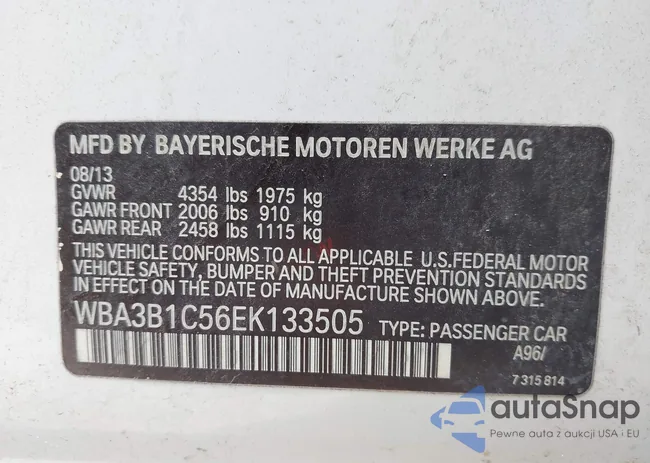 MFD BY BAYERISCHE MOTOREN WERKE AG
08/13
GVWR 4354 lbs 1975 kg
GAWR FRONT 2006 lbs 910 kg
GAWR REAR 2458 lbs 1115 kg
THIS VEHICLE CONFORMS TO ALL APPLICABLE U.S.FEDERAL MOTOR
VEHICLE SAFETY, BUMPER AND THEFT PREVENTION STANDARDS
IN EFFECT ON THE DATE OF MANUFACTURE SHOWN ABOVE.
WBA3B1C56EK133505 TYPE: PASSENGER CAR
A96/
7 315 814
autaSnap
Pewne auta z aukcji USA i EU